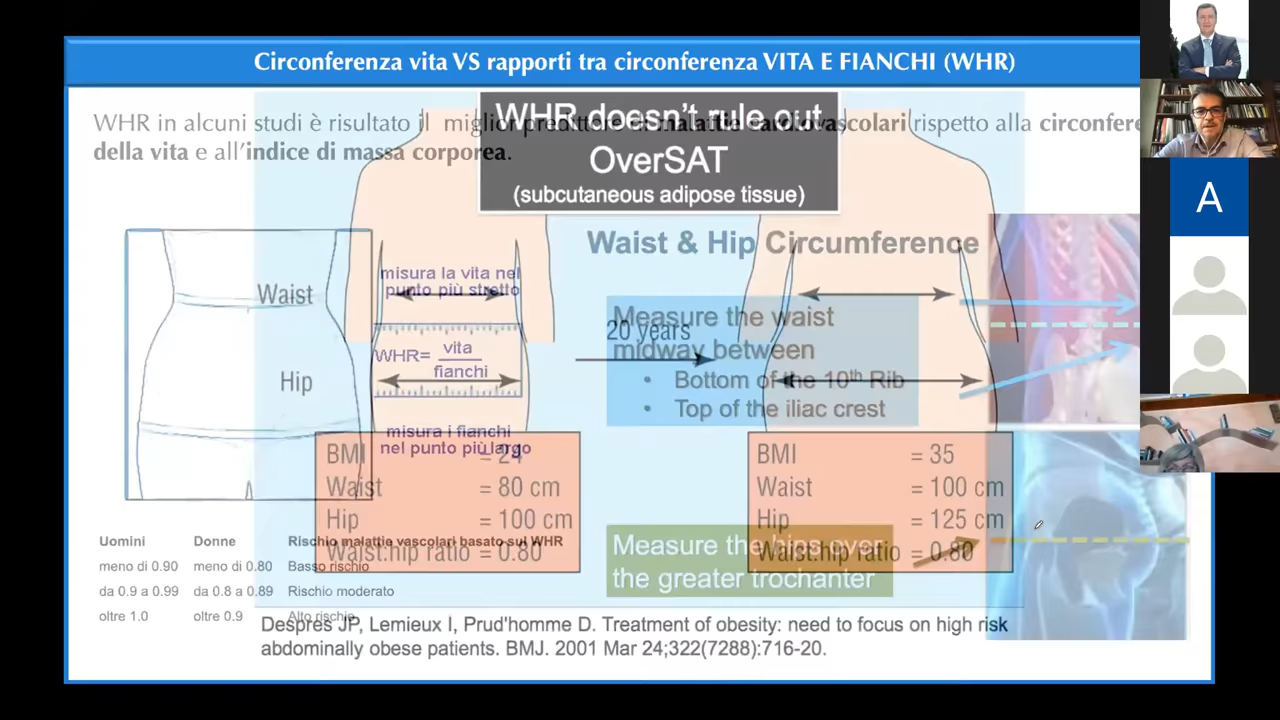 Circonferenza vita VS rapporti tra circonferenza VITA E FIANCHI (WHR)
WHR in alcuni studi è risultato il miglior predittore di malattie cardiovascolari rispetto alla circonfere
della vita e all'indice di massa corporea.
WHR doesn't rule out
OverSAT
(subcutaneous adipose tissue)
Waist & Hip Circumference
Waist
Hip
misura la vita nel
punto più stretto
WHR= vita
fianchi
misura i fianchi
nel punto più largo
20 years
Measure the waist
midway between
• Bottom of the 10th Rib
• Top of the iliac crest
BMI = 24
Waist = 80 cm
Hip = 100 cm
Waist:hip ratio = 0.80
BMI = 35
Waist = 100 cm
Hip = 125 cm
Waist:hip ratio = 0.80
Measure the hips over
the greater trochanter
Uomini Donne Rischio malattie vascolari basato sul WHR
meno di 0.90 meno di 0.80 Basso rischio
da 0.9 a 0.99 da 0.8 a 0.89 Rischio moderato
oltre 1.0 oltre 0.9 Alto rischio
Despres JP, Lemieux I, Prud'homme D. Treatment of obesity: need to focus on high risk
abdominally obese patients. BMJ. 2001 Mar 24;322(7288):716-20.
A